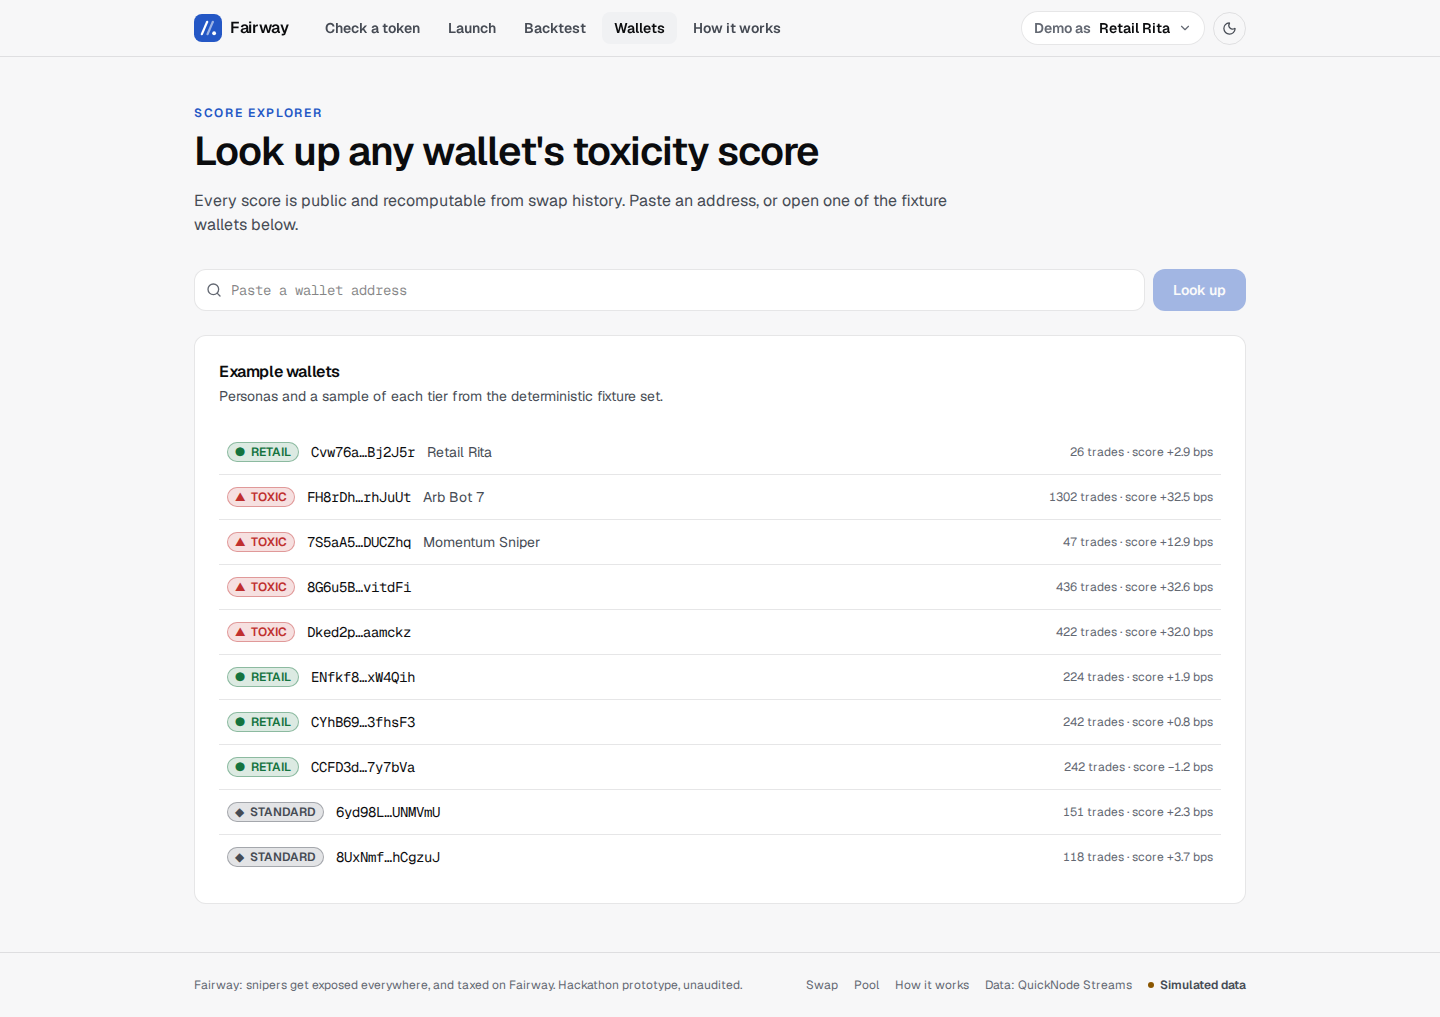 Fairway Check a token Launch Backtest Wallets How it works Demo as Retail Rita
SCORE EXPLORER
Look up any wallet's toxicity score
Every score is public and recomputable from swap history. Paste an address, or open one of the fixture
wallets below.
Paste a wallet address Look up
Example wallets
Personas and a sample of each tier from the deterministic fixture set.
RETAIL Cvw76a…Bj2J5r Retail Rita 26 trades · score +2.9 bps
TOXIC FH8rDh…rhJuUt Arb Bot 7 1302 trades · score +32.5 bps
TOXIC 7S5aA5…DUCZhq Momentum Sniper 47 trades · score +12.9 bps
TOXIC 8G6u5B…vitdFi 436 trades · score +32.6 bps
TOXIC Dked2p…aamckz 422 trades · score +32.0 bps
RETAIL ENfkf8…xW4Qih 224 trades · score +1.9 bps
RETAIL CYhB69…3fhsF3 242 trades · score +0.8 bps
RETAIL CCFD3d…7y7bVa 242 trades · score −1.2 bps
STANDARD 6yd98L…UNMVmU 151 trades · score +2.3 bps
STANDARD 8UxNmf…hCgzuJ 118 trades · score +3.7 bps
Fairway: snipers get exposed everywhere, and taxed on Fairway. Hackathon prototype, unaudited. Swap Pool How it works Data: QuickNode Streams Simulated data